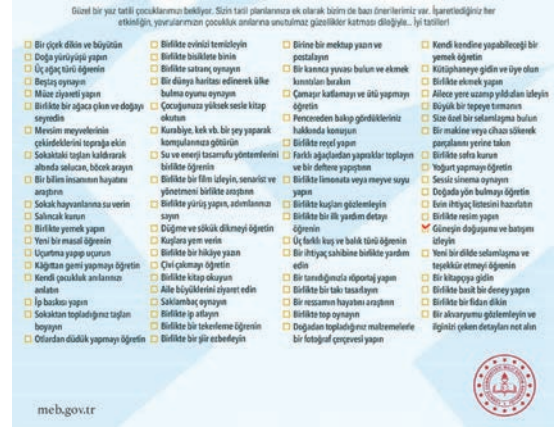 Güzel bir yaz tatili çocuklarımızı bekliyor. Sizin tatil planlarınıza ek olarak bizim de bazı önerilerimiz var. İşaretlediğiniz her
etkinliğin, yavrularımızın çocukluk anılarına unutulmaz güzellikler katması dileğiyle.. İyi tatiller!
Bir çiçek dikin ve büyütün
Doğa yürüyüşü yapın
Üç ağaç türü öğrenin
Beştaş oynayın
Müze ziyareti yapın
Birlikte bir ağaca çıkın ve doğayı
seyredin
Mevsim meyvelerinin
çekirdeklerini toprağa ekin
Sokaktaki taşları kaldırarak
altında solucan, böcek arayın
Bir bilim insanının hayatını
araştırın
Sokak hayvanlarına su verin
Salıncak kurun
Birlikte yemek yapın
Yeni bir masal öğrenin
Uçurtma yapıp uçurun
Kâğıttan gemi yapmayı öğretin
Kendi çocukluk anılarınızı
anlatın
İp baskısı yapın
Sokaktan topladığınız taşları
boyayın
Otlardan düdük yapmayı öğretin
Birlikte evinizi temizleyin
Birlikte bisiklete binin
Birlikte satranç oynayın
Bir dünya haritası edinerek ülke
bulma oyunu oynayın
Çocuğunuza yüksek sesle kitap
okutun
Kurabiye, kek vb. bir şey yaparak
komşularınıza götürün
Su ve enerji tasarrufu yöntemlerini
birlikte öğrenin
Birlikte bir film izleyin, senarist ve
yönetmeni birlikte araştırın
Birlikte yürüyüş yapın, adımlarınızı
sayın
Düğme ve sökük dikmeyi öğretin
Kuşlara yem verin
Birlikte bir hikâye yazın
Çivi çakmayı öğretin
Birlikte kitap okuyun
Aile büyüklerini ziyaret edin
Saklambaç oynayın
Birlikte ip atlayın
Birlikte bir tekerleme öğrenin
Birlikte bir şiir ezberleyin
Birine bir mektup yazın ve
postalayın
Bir karınca yuvası bulun ve ekmek
kırıntıları bırakın
Çamaşır katlamayı ve ütü yapmayı
öğretin
Pencereden bakıp gördükleriniz
hakkında konuşun
Birlikte reçel yapın
Farklı ağaçlardan yapraklar toplayın
ve bir deftere yapıştırın
Birlikte limonata veya meyve suyu
yapın
Birlikte kuşları gözlemleyin
Birlikte bir ilk yardım detayı
öğrenin
Üç farklı kuş ve balık türü öğrenin
Bir ihtiyaç sahibine birlikte yardım
edin
Bir tanıdığınızla röportaj yapın
Birlikte bir takı tasarlayın
Bir ressamın hayatını araştırın
Birlikte top oynayın
Doğadan topladığınız malzemelerle
bir fotoğraf çerçevesi yapın
Kendi kendine yapabileceği bir
yemek öğretin
Kütüphaneye gidin ve üye olun
Birlikte ekmek yapın
Ailece yere uzanıp yıldızları izleyin
Büyük bir tepeye tırmanın
Size özel bir selamlaşma bulun
Bir makine veya cihazı sökerek
parçalarını yerine takın
Birlikte sofra kurun
Yoğurt yapmayı öğretin
Sessiz sinema oynayın
Doğada yön bulmayı öğretin
Evin ihtiyaç listesini hazırlatın
Birlikte resim yapın
Güneşin doğuşunu ve batışını
izleyin
Yeni bir dilde selamlaşma ve
teşekkür etmeyi öğrenin
Bir kitapçıya gidin
Birlikte basit bir deney yapın
Birlikte bir fidan dikin
Bir akvaryumu gözlemleyin ve
ilginizi çeken detayları not alın
meb.gov.tr